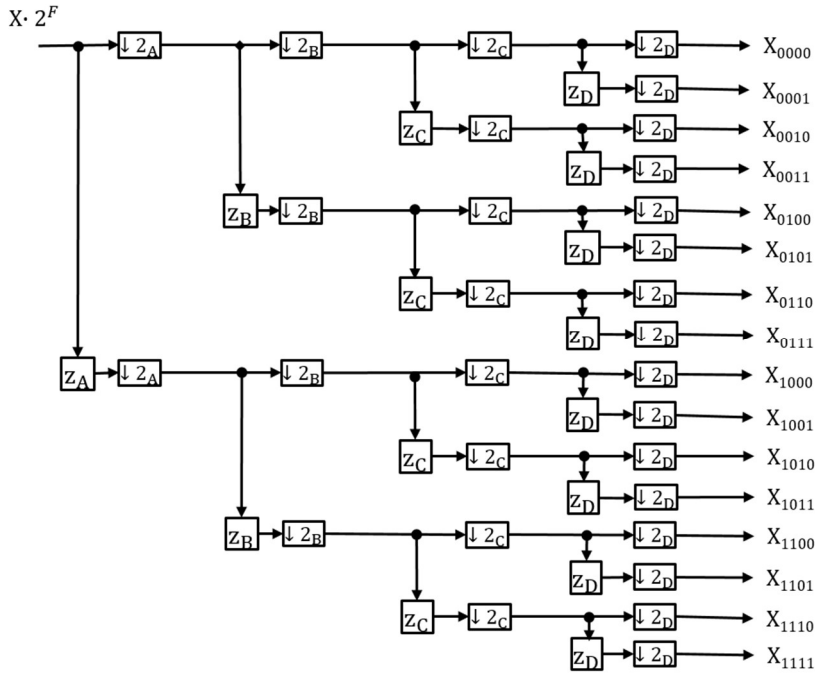 X· 2^F
↓ 2_A ↓ 2_B ↓ 2_C ↓ 2_D X_0000
z_D ↓ 2_D X_0001
z_C ↓ 2_C ↓ 2_D X_0010
z_D ↓ 2_D X_0011
z_B ↓ 2_B ↓ 2_C ↓ 2_D X_0100
z_D ↓ 2_D X_0101
z_C ↓ 2_C ↓ 2_D X_0110
z_D ↓ 2_D X_0111
z_A ↓ 2_A ↓ 2_B ↓ 2_C ↓ 2_D X_1000
z_D ↓ 2_D X_1001
z_C ↓ 2_C ↓ 2_D X_1010
z_D ↓ 2_D X_1011
z_B ↓ 2_B ↓ 2_C ↓ 2_D X_1100
z_D ↓ 2_D X_1101
z_C ↓ 2_C ↓ 2_D X_1110
z_D ↓ 2_D X_1111